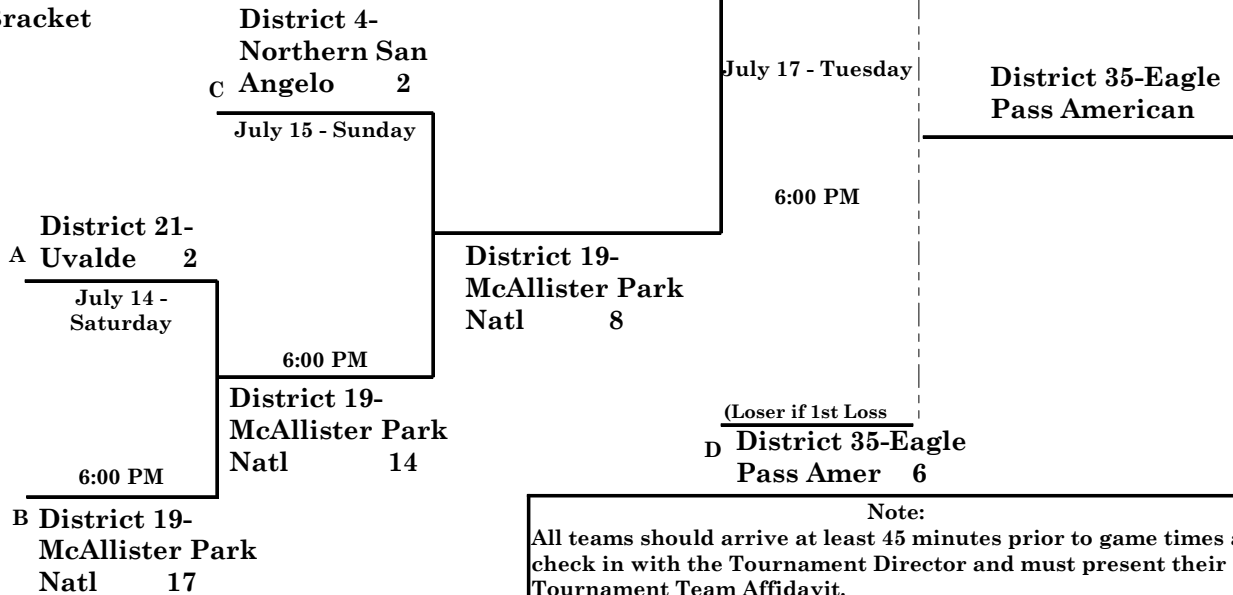 Bracket
District 4-
Northern San
C Angelo 2
July 15 - Sunday
July 17 - Tuesday
District 35-Eagle
Pass American
6:00 PM
District 21-
A Uvalde 2
July 14 -
Saturday
District 19-
McAllister Park
Natl 8
6:00 PM
District 19-
McAllister Park
Natl 14
(Loser if 1st Loss
D District 35-Eagle
Pass Amer 6
6:00 PM
B District 19-
McAllister Park
Natl 17
Note:
All teams should arrive at least 45 minutes prior to game times
check in with the Tournament Director and must present their
Tournament Team Affidavit.